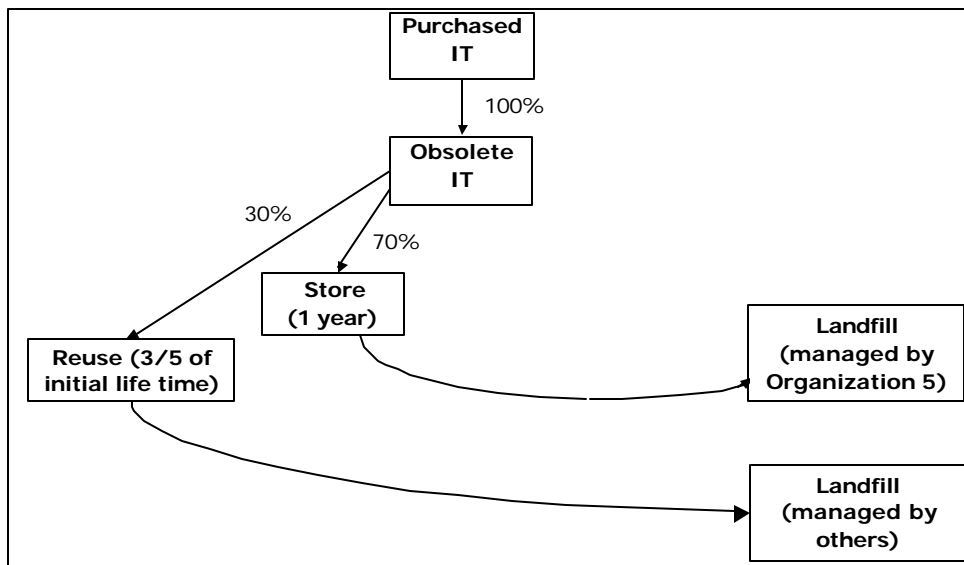 Purchased
IT
100%
Obsolete
IT
30%
70%
Store
(1 year)
Reuse (3/5 of
initial life time)
Landfill
(managed by
Organization 5)
Landfill
(managed by
others)